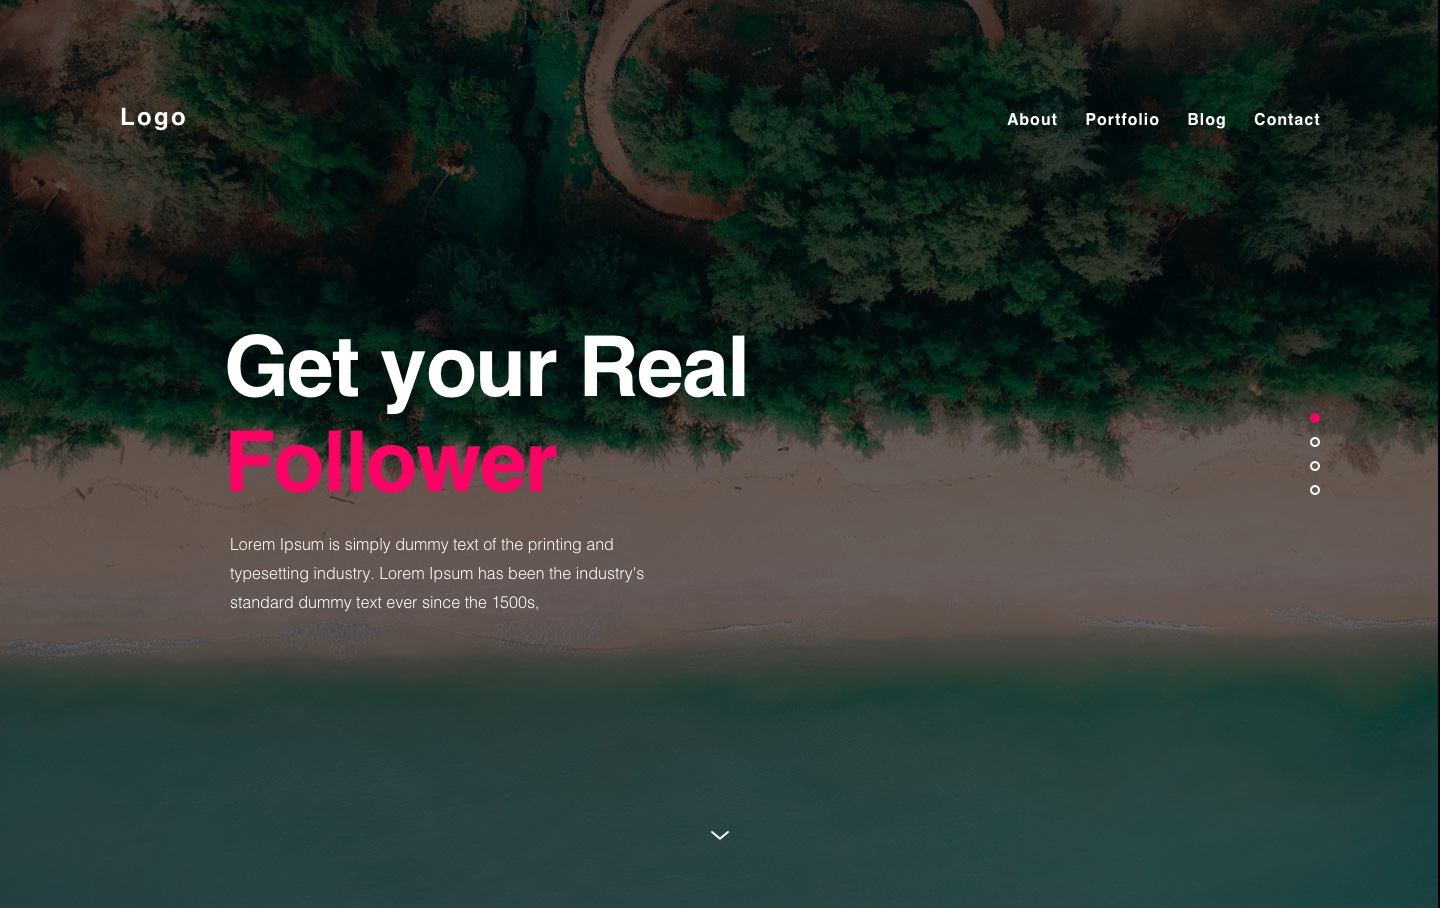 Logo
About Portfolio Blog Contact
Get your Real
Follower
Lorem Ipsum is simply dummy text of the printing and
typesetting industry. Lorem Ipsum has been the industry's
standard dummy text ever since the 1500s,